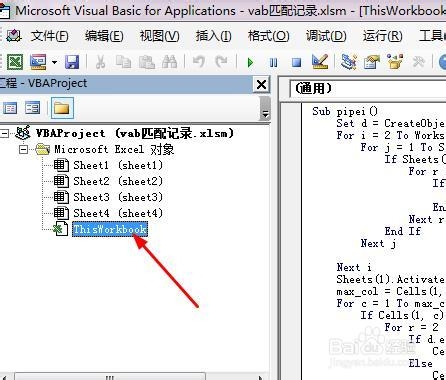 Microsoft Visual Basic for Applications - vab匹配记录.xlsm - [ThisWorkbook
文件(F) 编辑(E) 视图(V) 插入(I) 格式(O) 调试(D) 运行(R) 工具
工程 - VBAProject
VBAProject (vab匹配记录.xlsm)
Microsoft Excel 对象
Sheet1 (sheet1)
Sheet2 (sheet2)
Sheet3 (sheet3)
Sheet4 (sheet4)
ThisWorkbook
(通用)
Sub pipei()
Set d = CreateObje
For i = 2 To Works
For j = 1 To S
If Sheets(
For r
If
Next r
End If
Next j
Next i
Sheets(1).Activate
max_col = Cells(1,
For c = 1 To max_c
If Cells(1, c)
For r = 2
If d.e
Ce
Else
Ce
Baidu 经验
jingyan.baidu.com